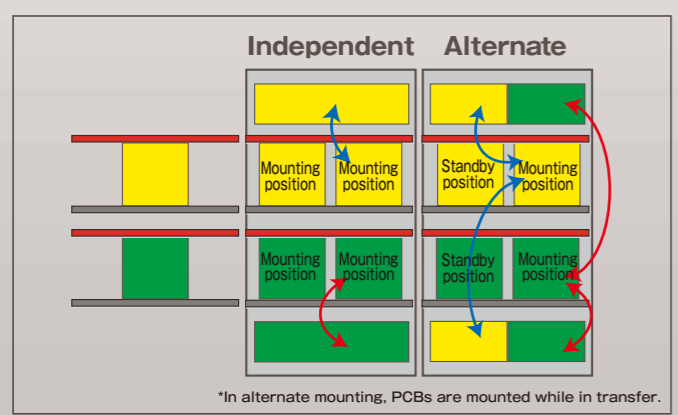 Independent
Alternate
Mounting
position
Mounting
position
Standby
position
Mounting
position
Mounting
position
Mounting
position
Standby
position
Mounting
position
*In alternate mounting, PCBs are mounted while in transfer.